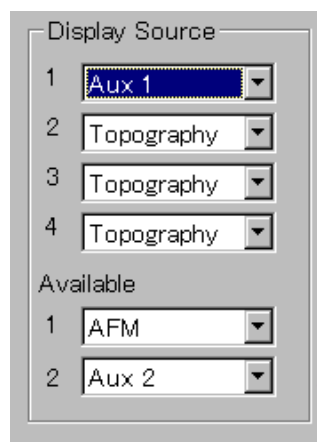 Display Source
1 Aux 1
2 Topography
3 Topography
4 Topography
Available
1 AFM
2 Aux 2